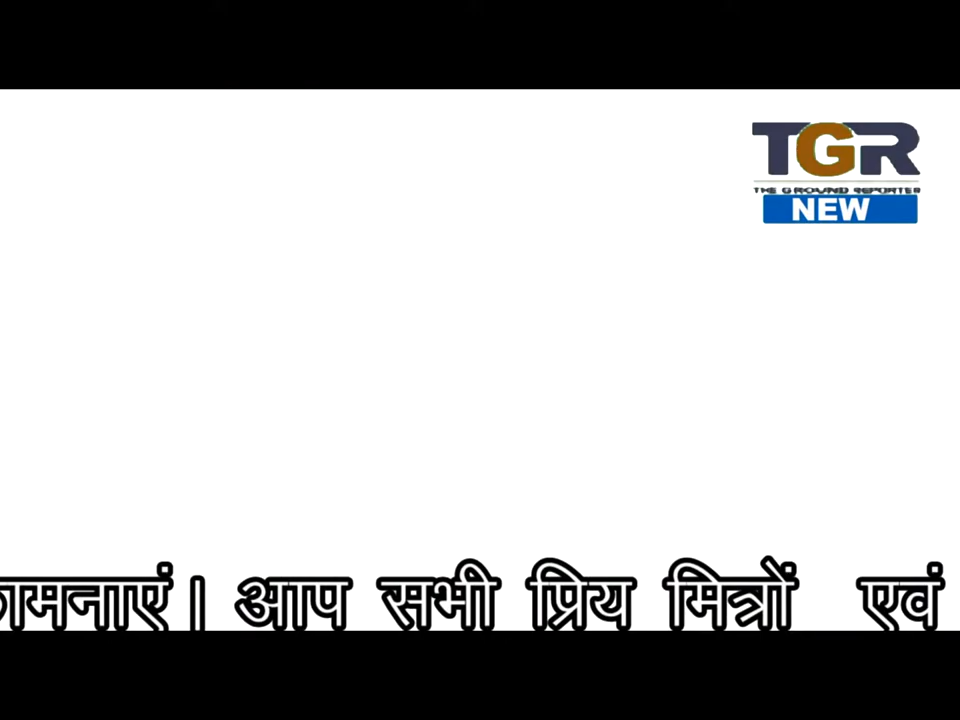 TGR
THE GROUND REPORTER
NEW
आप सभी प्रिय मित्रों एवं